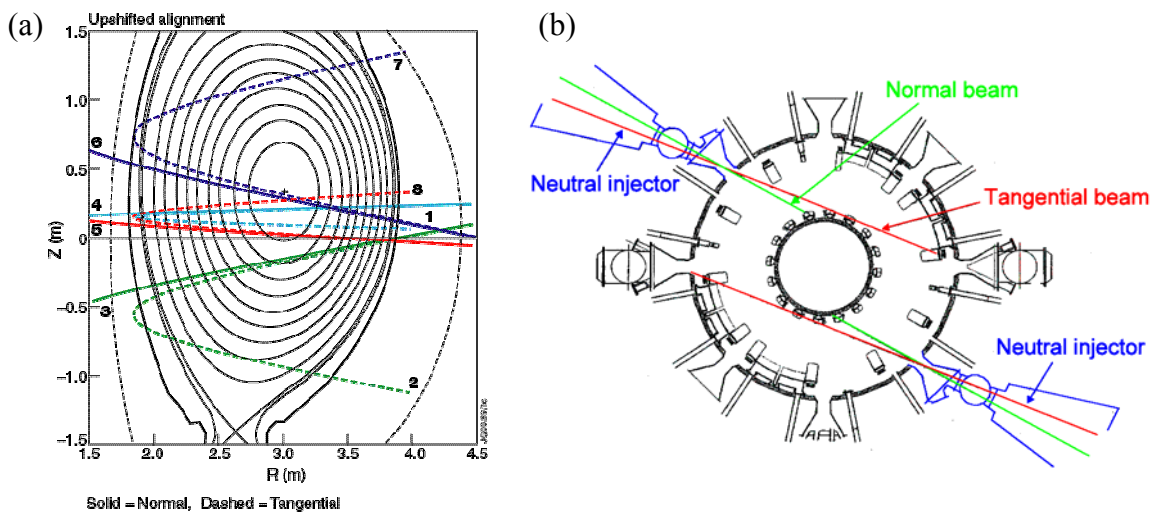 (a)
Upshifted alignment
1.5
1.0
0.5
0
−0.5
−1.0
−1.5
Z (m)
7
6
8
4
1
5
3
2
1.5 2.0 2.5 3.0 3.5 4.0 4.5
R (m)
Solid = Normal, Dashed = Tangential
(b)
Normal beam
Neutral injector
Tangential beam
Neutral injector